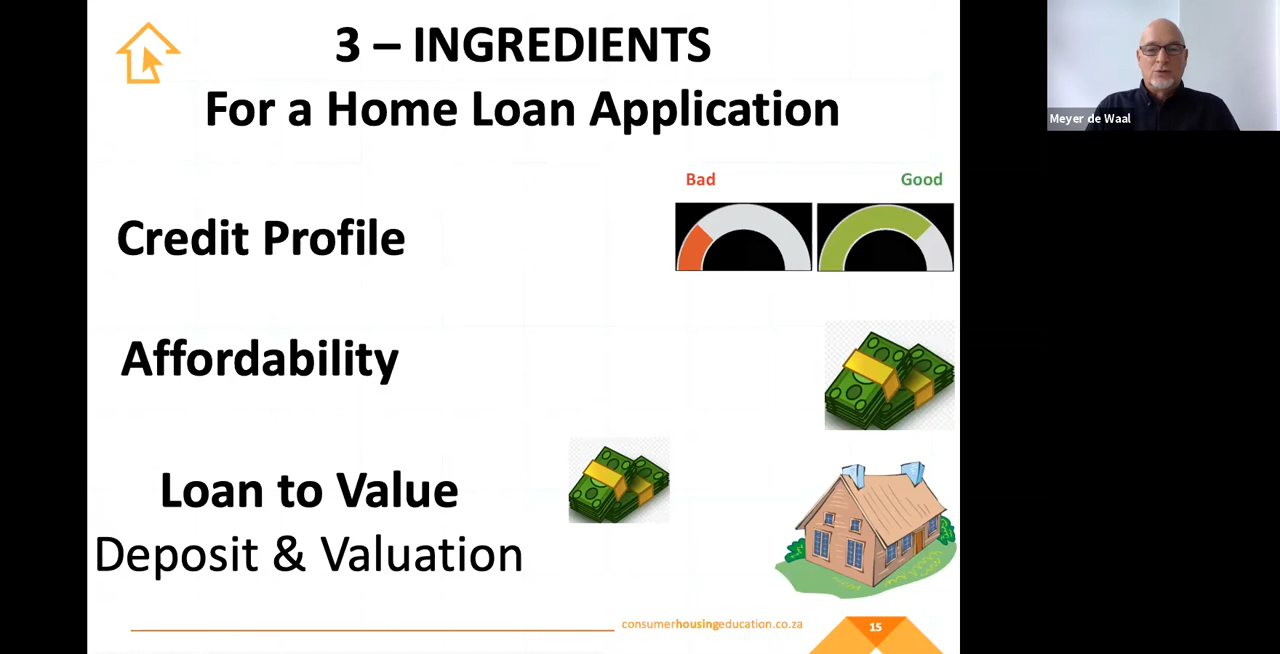 3 – INGREDIENTS
For a Home Loan Application
Bad
Good
Credit Profile
Affordability
Loan to Value
Deposit & Valuation
consumerhousingeducation.co.za
15
Meyer de Waal